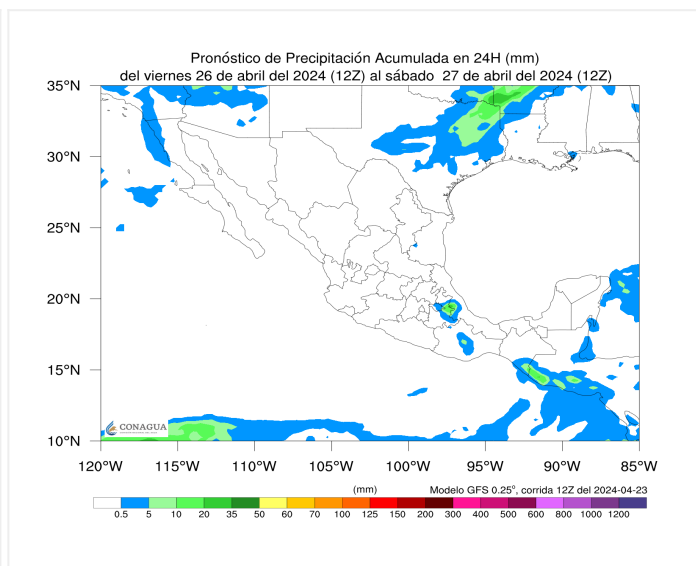 Pronóstico de Precipitación Acumulada en 24H (mm)
del viernes 26 de abril del 2024 (12Z) al sábado 27 de abril del 2024 (12Z)
35°N
30°N
25°N
20°N
15°N
10°N
CONAGUA
120°W 115°W 110°W 105°W 100°W 95°W 90°W 85°W
(mm) Modelo GFS 0.25°, corrida 12Z del 2024-04-23
0.5 5 10 20 35 50 60 70 100 125 150 200 300 400 500 600 800 1000 1200